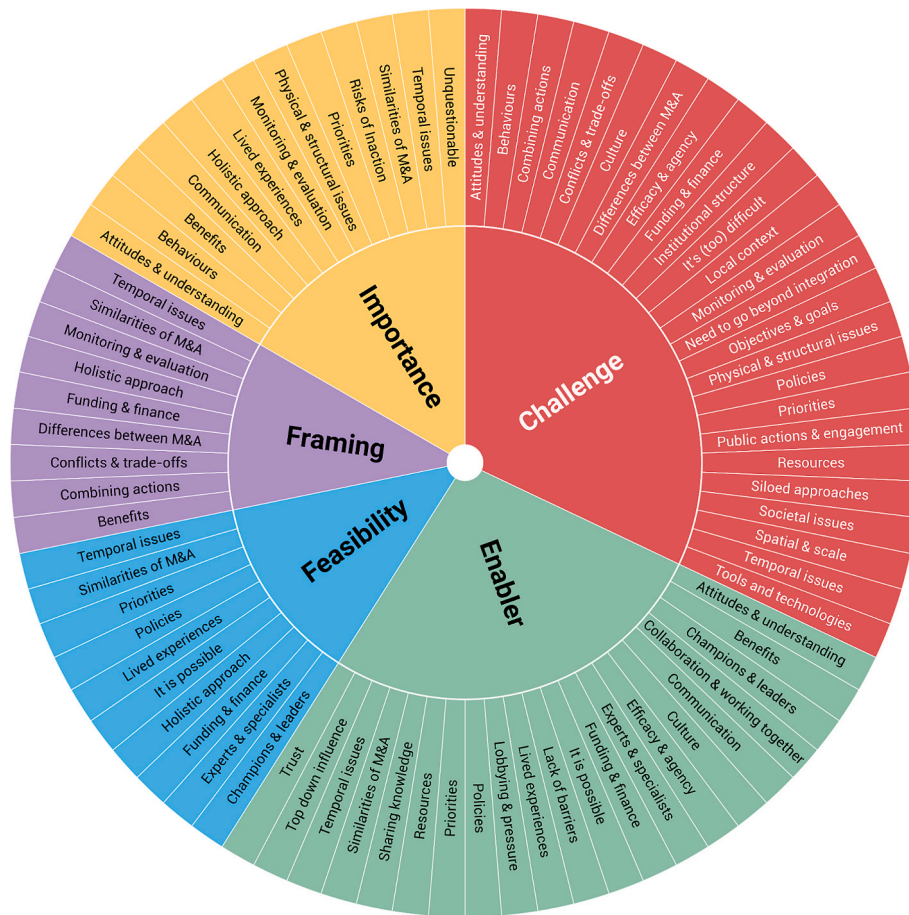 Challenge
Attitudes & understanding
Behaviours
Combining actions
Communication
Conflicts & trade-offs
Culture
Differences between M&A
Efficacy & agency
Funding & finance
Institutional structure
It's (too) difficult
Local context
Monitoring & evaluation
Need to go beyond integration
Objectives & goals
Physical & structural issues
Policies
Priorities
Public actions & engagement
Resources
Siloed approaches
Societal issues
Spatial & scale
Temporal issues
Tools and technologies
Enabler
Attitudes & understanding
Benefits
Champions & leaders
Collaboration & working together
Communication
Culture
Efficacy & agency
Experts & specialists
Funding & finance
It is possible
Lack of barriers
Lived experiences
Lobbying & pressure
Policies
Priorities
Resources
Sharing knowledge
Similarities of M&A
Temporal issues
Top down influence
Trust
Feasibility
Champions & leaders
Experts & specialists
Funding & finance
Holistic approach
It is possible
Lived experiences
Policies
Priorities
Similarities of M&A
Temporal issues
Framing
Benefits
Combining actions
Conflicts & trade-offs
Differences between M&A
Funding & finance
Holistic approach
Monitoring & evaluation
Similarities of M&A
Temporal issues
Importance
Attitudes & understanding
Behaviours
Benefits
Communication
Holistic approach
Lived experiences
Monitoring & evaluation
Physical & structural issues
Priorities
Risks of Inaction
Similarities of M&A
Temporal issues
Unquestionable